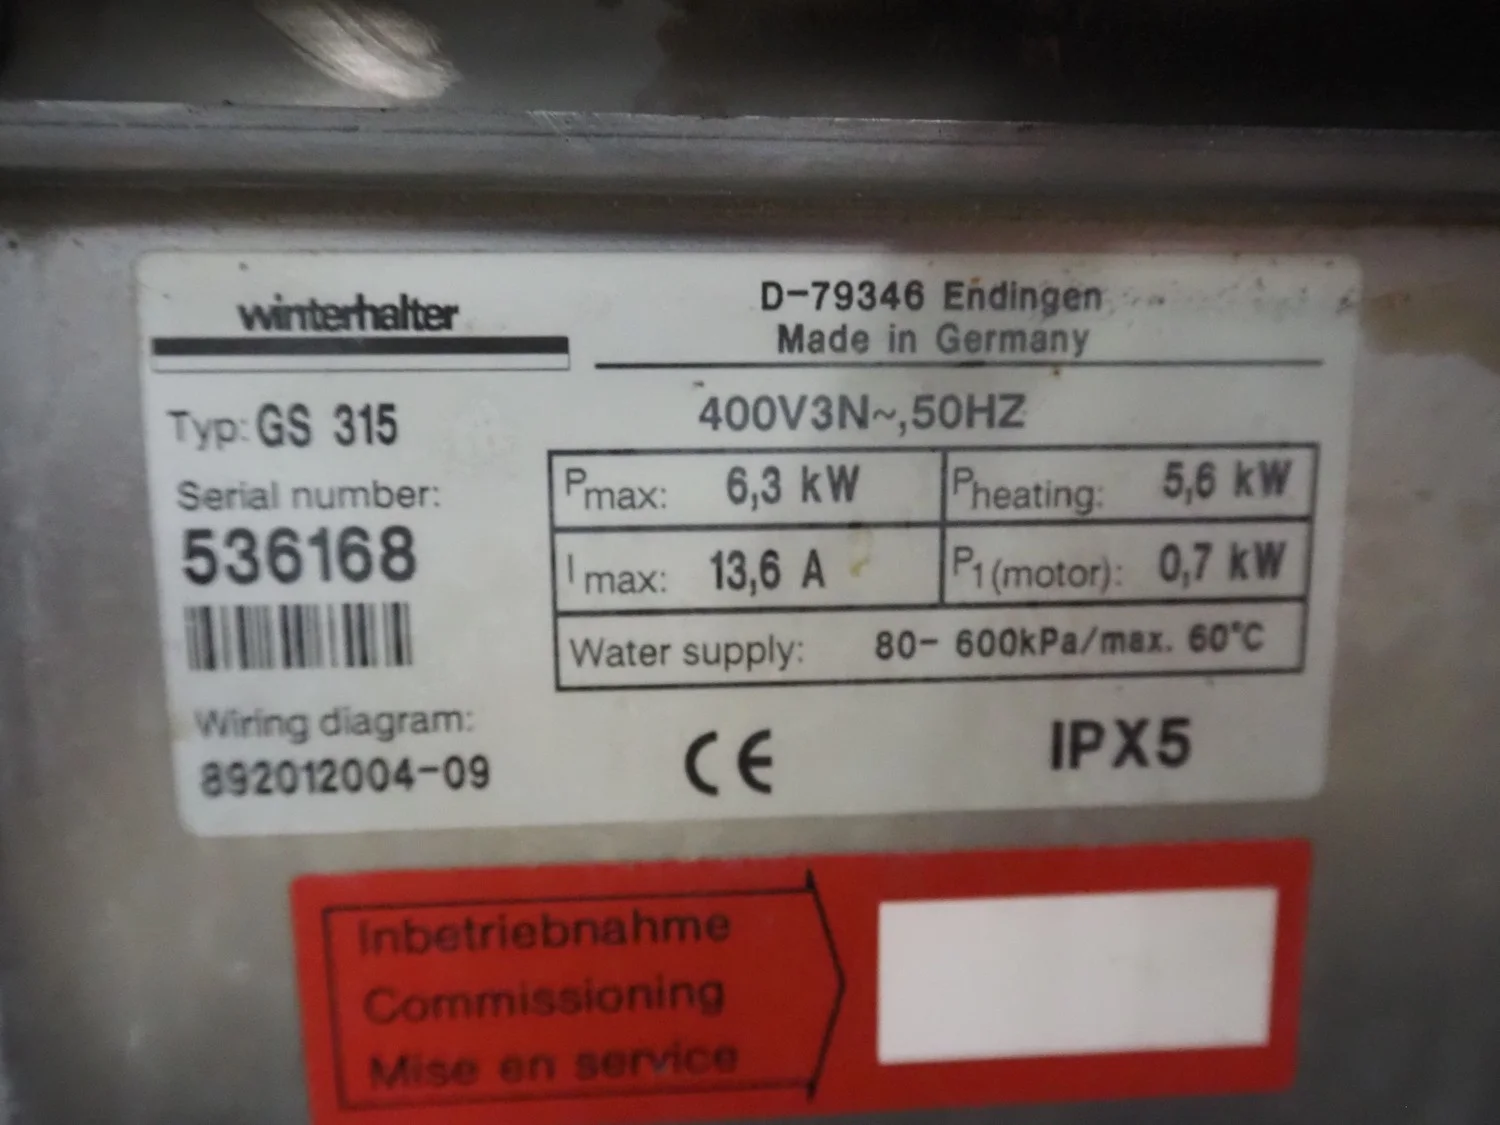 winterhalter
D-79346 Endingen
Made in Germany
Typ: GS 315
400V3N~,50HZ
Serial number:
536168
Pmax: 6,3 kW
Pheating: 5,6 kW
I max: 13,6 A
P1(motor): 0,7 kW
Water supply: 80- 600kPa/max. 60°C
Wiring diagram:
892012004-09
CE
IPX5
Inbetriebnahme
Commissioning
Mise en service